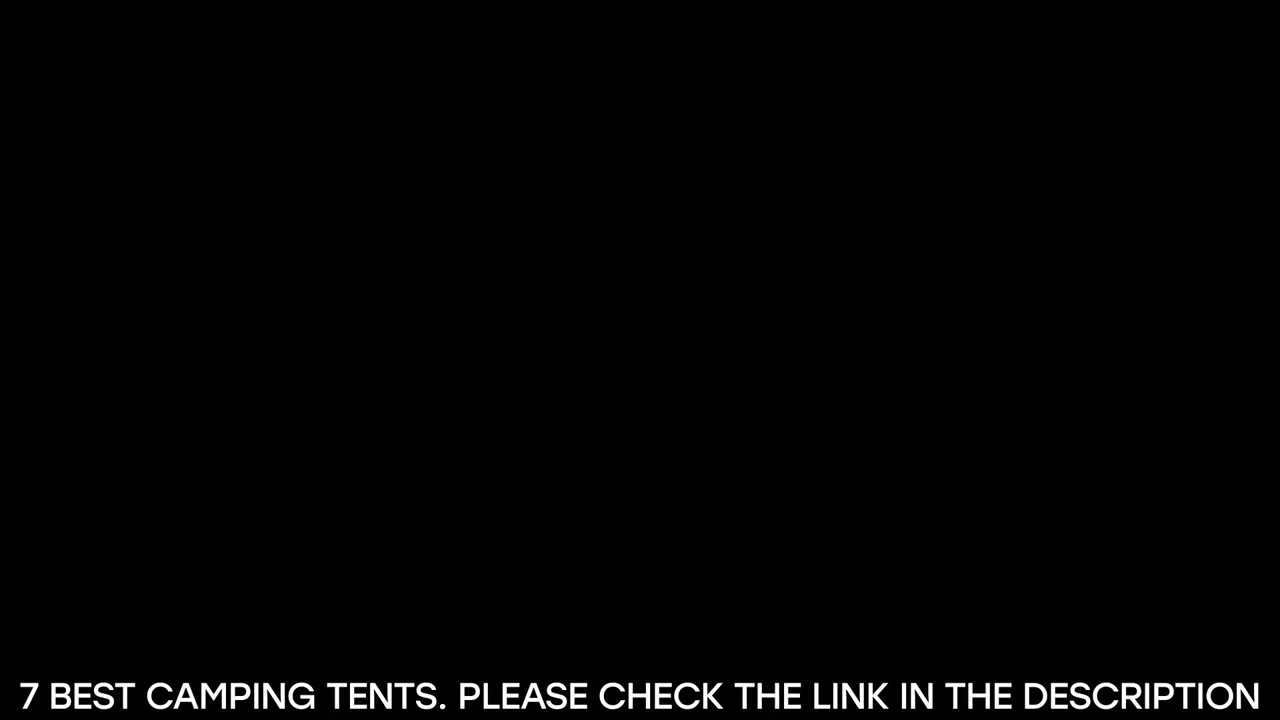 7 BEST CAMPING TENTS. PLEASE CHECK THE LINK IN THE DESCRIPTION